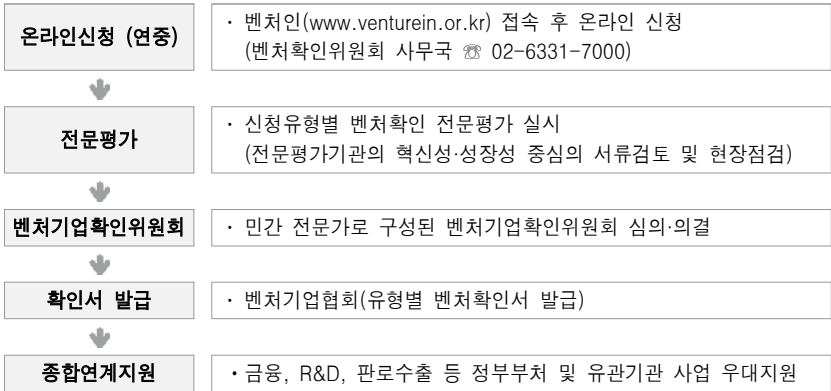 온라인신청 (연중)
· 벤처인(www.venturein.or.kr) 접속 후 온라인 신청
(벤처확인위원회 사무국 ☏ 02-6331-7000)
전문평가
· 신청유형별 벤처확인 전문평가 실시
(전문평가기관의 혁신성·성장성 중심의 서류검토 및 현장점검)
벤처기업확인위원회
· 민간 전문가로 구성된 벤처기업확인위원회 심의·의결
확인서 발급
· 벤처기업협회(유형별 벤처확인서 발급)
종합연계지원
· 금융, R&D, 판로수출 등 정부부처 및 유관기관 사업 우대지원